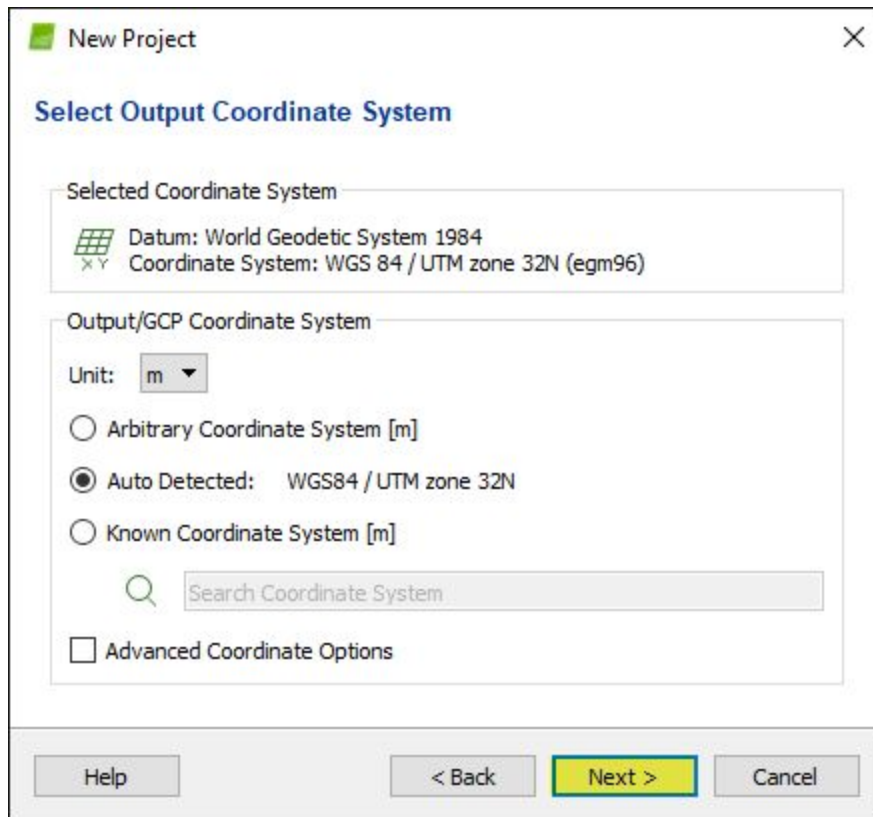 New Project
Select Output Coordinate System
Selected Coordinate System
Datum: World Geodetic System 1984
X Y
Coordinate System: WGS 84 / UTM zone 32N (egm96)
Output/GCP Coordinate System
Unit: m
Arbitrary Coordinate System [m]
Auto Detected: WGS84 / UTM zone 32N
Known Coordinate System [m]
Search Coordinate System
Advanced Coordinate Options
Help < Back Next > Cancel